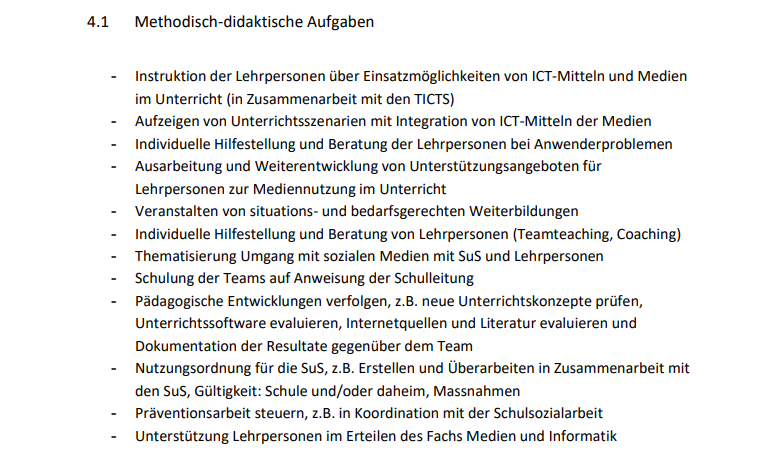 4.1 Methodisch-didaktische Aufgaben
- Instruktion der Lehrpersonen über Einsatzmöglichkeiten von ICT-Mitteln und Medien
im Unterricht (in Zusammenarbeit mit den TICTS)
- Aufzeigen von Unterrichtsszenarien mit Integration von ICT-Mitteln der Medien
- Individuelle Hilfestellung und Beratung der Lehrpersonen bei Anwenderproblemen
- Ausarbeitung und Weiterentwicklung von Unterstützungsangeboten für
Lehrpersonen zur Mediennutzung im Unterricht
- Veranstalten von situations- und bedarfsgerechten Weiterbildungen
- Individuelle Hilfestellung und Beratung von Lehrpersonen (Teamteaching, Coaching)
- Thematisierung Umgang mit sozialen Medien mit SuS und Lehrpersonen
- Schulung der Teams auf Anweisung der Schulleitung
- Pädagogische Entwicklungen verfolgen, z.B. neue Unterrichtskonzepte prüfen,
Unterrichtssoftware evaluieren, Internetquellen und Literatur evaluieren und
Dokumentation der Resultate gegenüber dem Team
- Nutzungsordnung für die SuS, z.B. Erstellen und Überarbeiten in Zusammenarbeit mit
den SuS, Gültigkeit: Schule und/oder daheim, Massnahmen
- Präventionsarbeit steuern, z.B. in Koordination mit der Schulsozialarbeit
- Unterstützung Lehrpersonen im Erteilen des Fachs Medien und Informatik